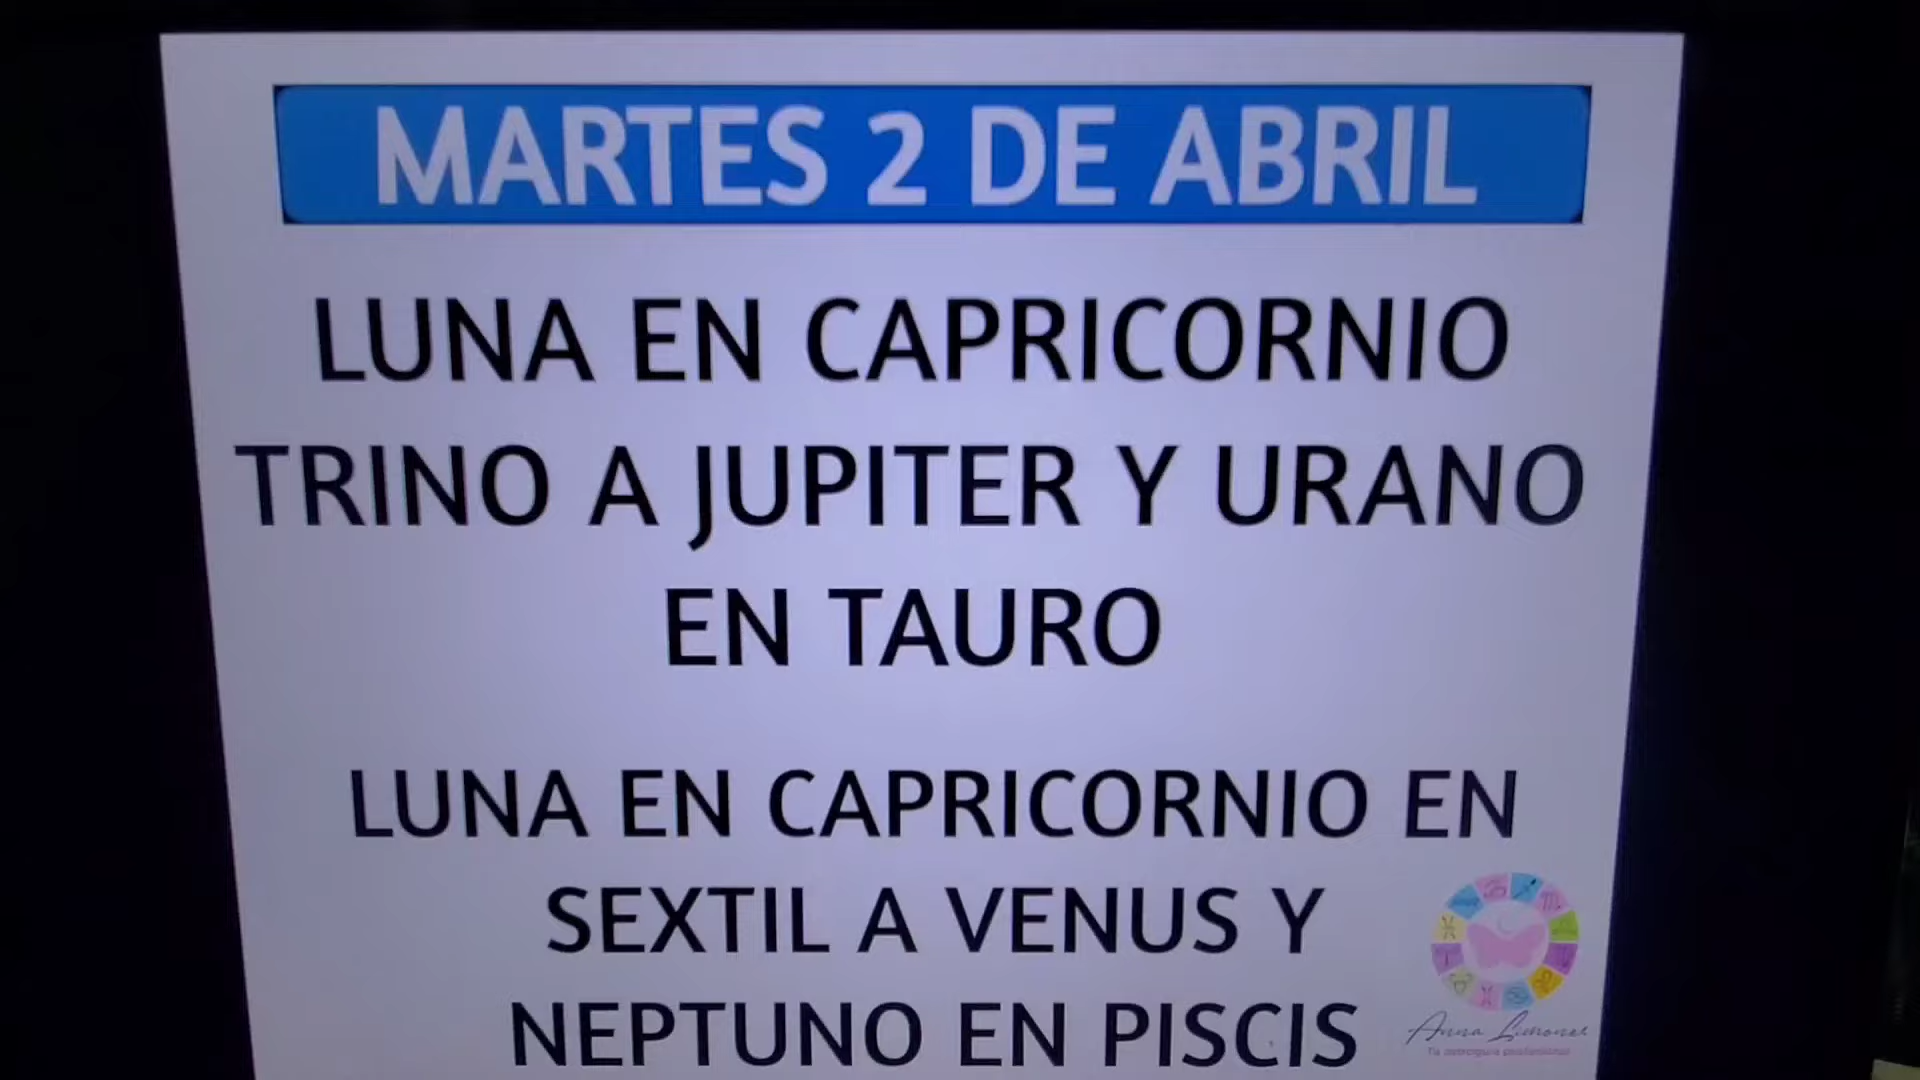 MARTES 2 DE ABRIL
LUNA EN CAPRICORNIO
TRINO A JUPITER Y URANO
EN TAURO
LUNA EN CAPRICORNIO EN
SEXTIL A VENUS Y
NEPTUNO EN PISCIS
Anna Limones